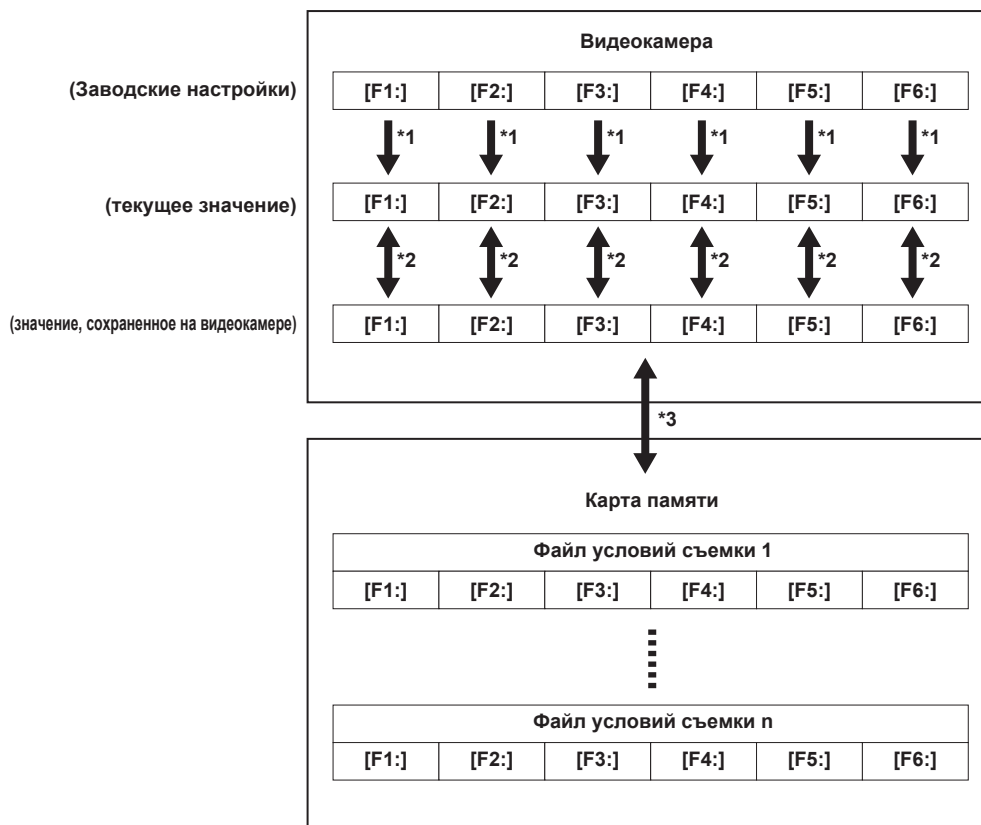 Видеокамера
(Заводские настройки)
[F1:] [F2:] [F3:] [F4:] [F5:] [F6:]
*1 *1 *1 *1 *1 *1
(текущее значение)
[F1:] [F2:] [F3:] [F4:] [F5:] [F6:]
*2 *2 *2 *2 *2 *2
(значение, сохраненное на видеокамере)
[F1:] [F2:] [F3:] [F4:] [F5:] [F6:]
*3
Карта памяти
Файл условий съемки 1
[F1:] [F2:] [F3:] [F4:] [F5:] [F6:]
Файл условий съемки n
[F1:] [F2:] [F3:] [F4:] [F5:] [F6:]